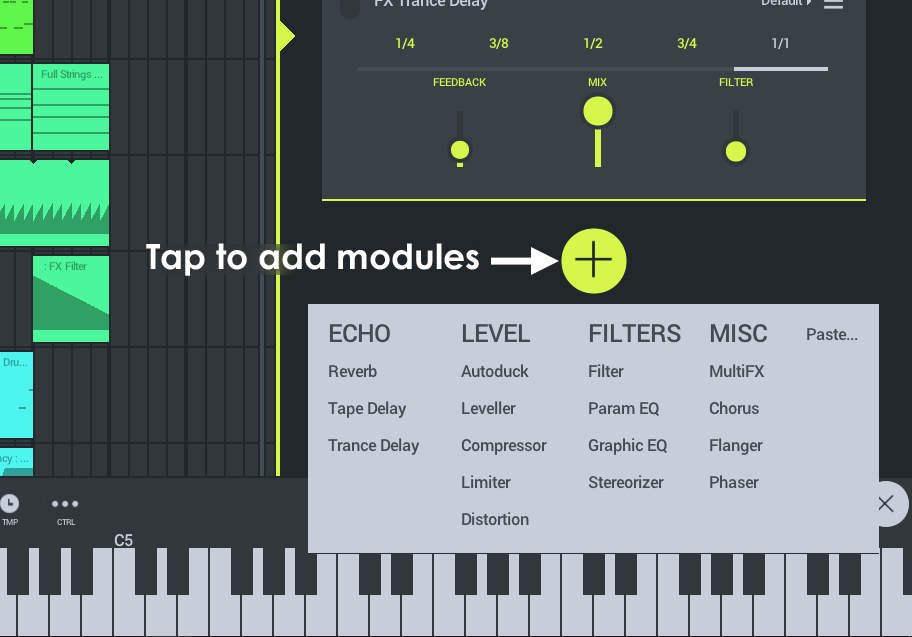 FX Trance Delay
Default
1/4 3/8 1/2 3/4 1/1
FEEDBACK MIX FILTER
Full Strings ...
Tap to add modules
: FX Filter
ECHO LEVEL FILTERS MISC Paste...
Reverb Autoduck Filter MultiFX
Tape Delay Leveller Param EQ Chorus
Trance Delay Compressor Graphic EQ Flanger
Limiter Stereorizer Phaser
Distortion
Dru...
ncy : ...
TMP CTRL
C5